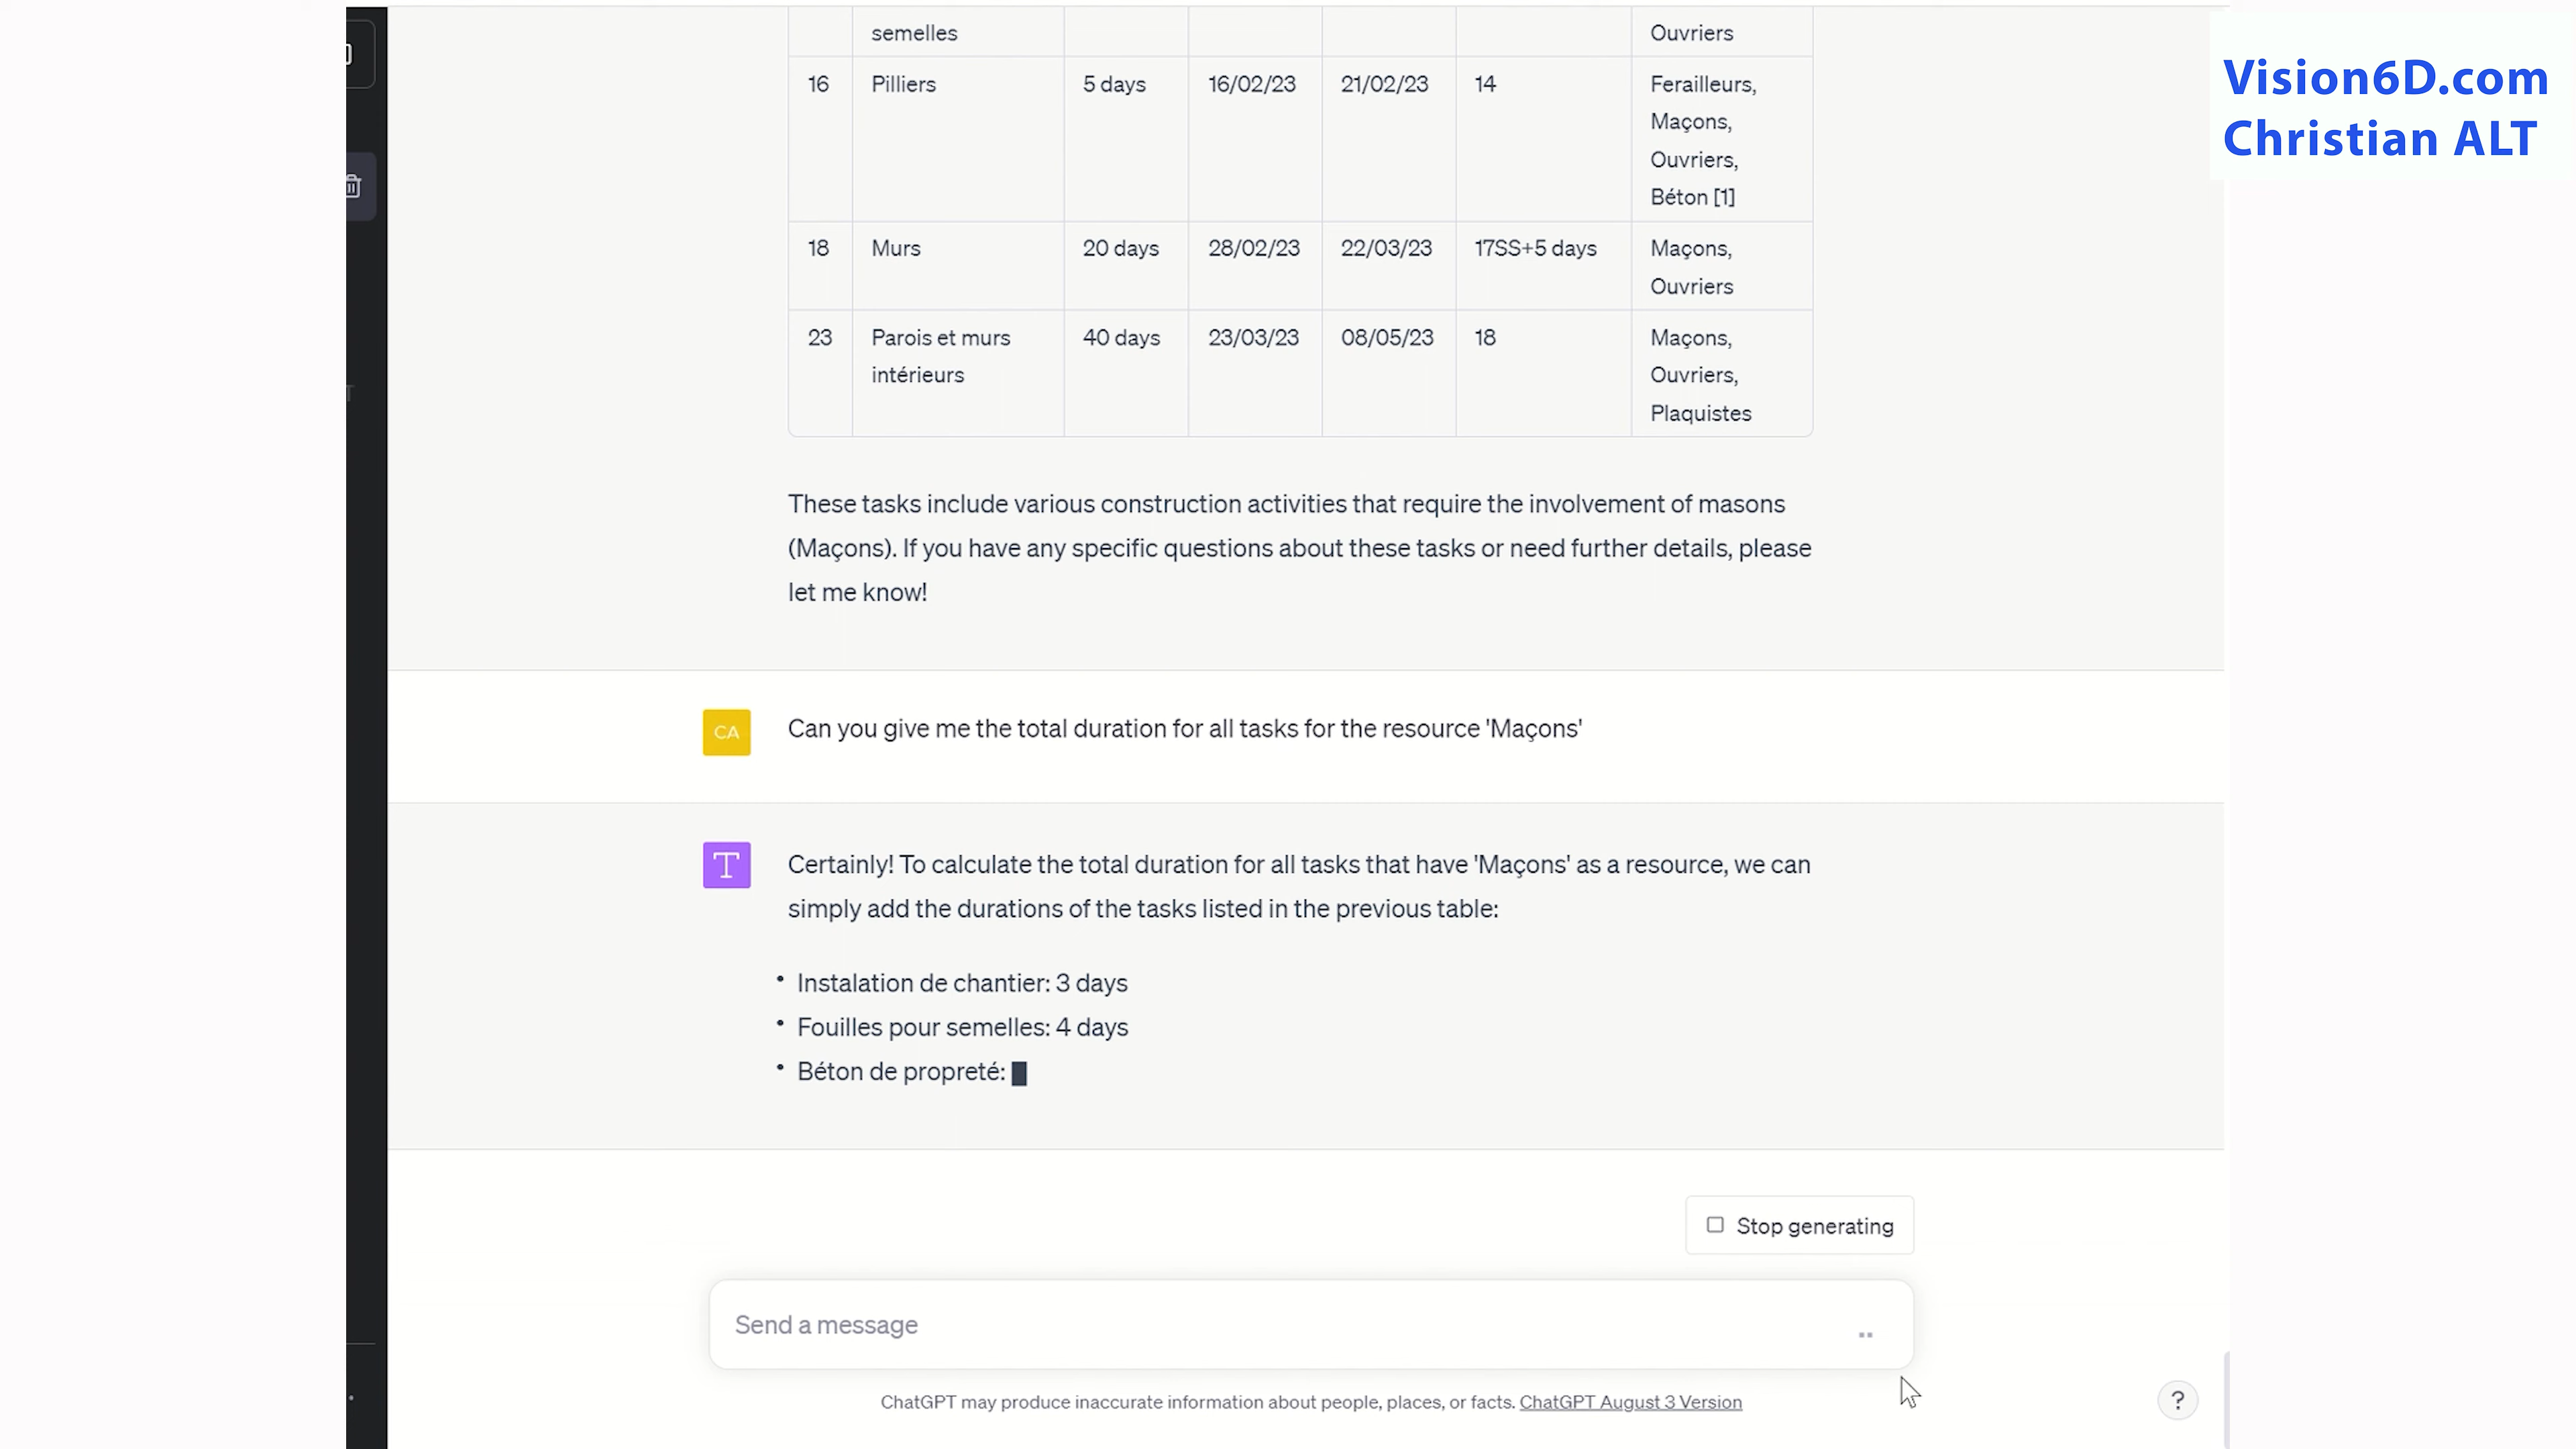 Vision6D.com
Christian ALT
semelles Ouvriers
16 Pilliers 5 days 16/02/23 21/02/23 14 Ferailleurs,
Maçons,
Ouvriers,
Béton [1]
18 Murs 20 days 28/02/23 22/03/23 17SS+5 days Maçons,
Ouvriers
23 Parois et murs 40 days 23/03/23 08/05/23 18 Maçons,
intérieurs Ouvriers,
Plaquistes
These tasks include various construction activities that require the involvement of masons
(Maçons). If you have any specific questions about these tasks or need further details, please
let me know!
CA Can you give me the total duration for all tasks for the resource 'Maçons'
T Certainly! To calculate the total duration for all tasks that have 'Maçons' as a resource, we can
simply add the durations of the tasks listed in the previous table:
• Instalation de chantier: 3 days
• Fouilles pour semelles: 4 days
• Béton de propreté:
Stop generating
Send a message
ChatGPT may produce inaccurate information about people, places, or facts. ChatGPT August 3 Version
?